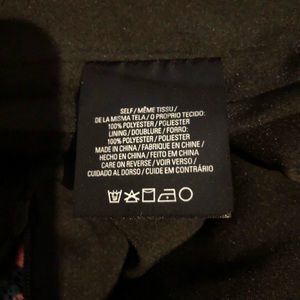 SELF / MÊME TISSU /
DE LA MISMA TELA / O PROPRIO TECIDO:
100% POLYESTER / POLIESTER
LINING / DOUBLURE / FORRO:
100% POLYESTER / POLIESTER
MADE IN CHINA / FABRIQUE EN CHINE /
HECHO EN CHINA / FEITO EM CHINA
CARE ON REVERSE / VOIR VERSO /
CUIDADO AL DORSO / CUIDE EM CONTRÁRIO